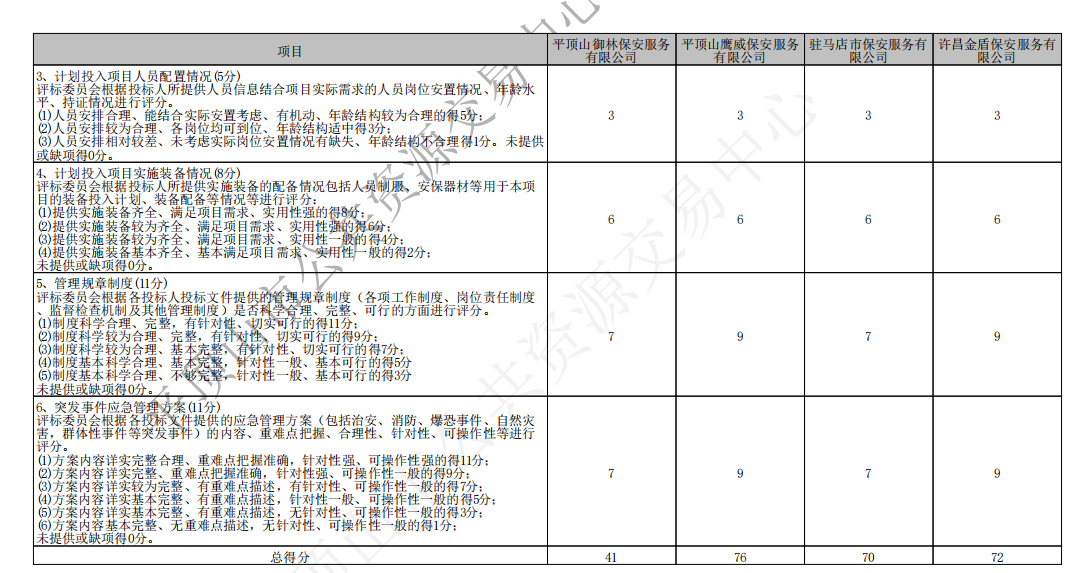 项目
平顶山御林保安服务
有限公司
平顶山鹰威保安服务
有限公司
驻马店市保安服务有
限公司
许昌金盾保安服务有
限公司
3、计划投入项目人员配置情况(5分)
评标委员会根据投标人所提供人员信息结合项目实际需求的人员岗位安置情况、年龄水
平、持证情况进行评分。
(1)人员安排合理、能结合实际安置考虑、有机动、年龄结构较为合理的得5分;
(2)人员安排较为合理、各岗位均可到位、年龄结构适中得3分;
(3)人员安排相对较差、未考虑实际岗位安置情况有缺失、年龄结构不合理得1分。未提供
或缺项得0分。
3
3
3
3
4、计划投入项目实施装备情况(8分)
评标委员会根据投标人所提供实施装备的配备情况包括人员制服、安保器材等用于本项
目的装备投入计划、装备配备等情况等进行评分:
(1)提供实施装备齐全、满足项目需求、实用性强的得8分;
(2)提供实施装备较为齐全、满足项目需求、实用性强的得6分;
(3)提供实施装备较为齐全、满足项目需求、实用性一般的得4分;
(4)提供实施装备基本齐全、基本满足项目需求、实用性一般的得2分;
未提供或缺项得0分。
6
6
6
6
5、管理规章制度(11分)
评标委员会根据各投标人投标文件提供的管理规章制度（各项工作制度、岗位责任制度
、监督检查机制及其他管理制度）是否科学合理、完整、可行的方面进行评分。
(1)制度科学合理、完整，有针对性、切实可行的得11分;
(2)制度科学较为合理、完整，有针对性、切实可行的得9分;
(3)制度科学较为合理、基本完整，有针对性、切实可行的得7分;
(4)制度基本科学合理、基本完整，针对性一般、基本可行的得5分
(5)制度基本科学合理、不够完整，针对性一般、基本可行的得3分
未提供或缺项得0分。
7
9
7
9
6、突发事件应急管理方案(11分)
评标委员会根据各投标文件提供的应急管理方案（包括治安、消防、爆恐事件、自然灾
害，群体性事件等突发事件）的内容、重难点把握、合理性、针对性、可操作性等进行
评分。
(1)方案内容详实完整合理、重难点把握准确，针对性强、可操作性强的得11分;
(2)方案内容详实完整、重难点把握准确，针对性强、可操作性一般的得9分;
(3)方案内容详实较为完整、有重难点描述，有针对性、可操作性一般的得7分;
(4)方案内容详实基本完整、有重难点描述，针对性一般、可操作性一般的得5分;
(5)方案内容详实基本完整、有重难点描述，无针对性、可操作性一般的得3分;
(6)方案内容基本完整、无重难点描述，无针对性、可操作性一般的得1分;
未提供或缺项得0分。
7
9
7
9
总得分
41
76
70
72
平顶山市公共资源交易中心
公共资源交易中心